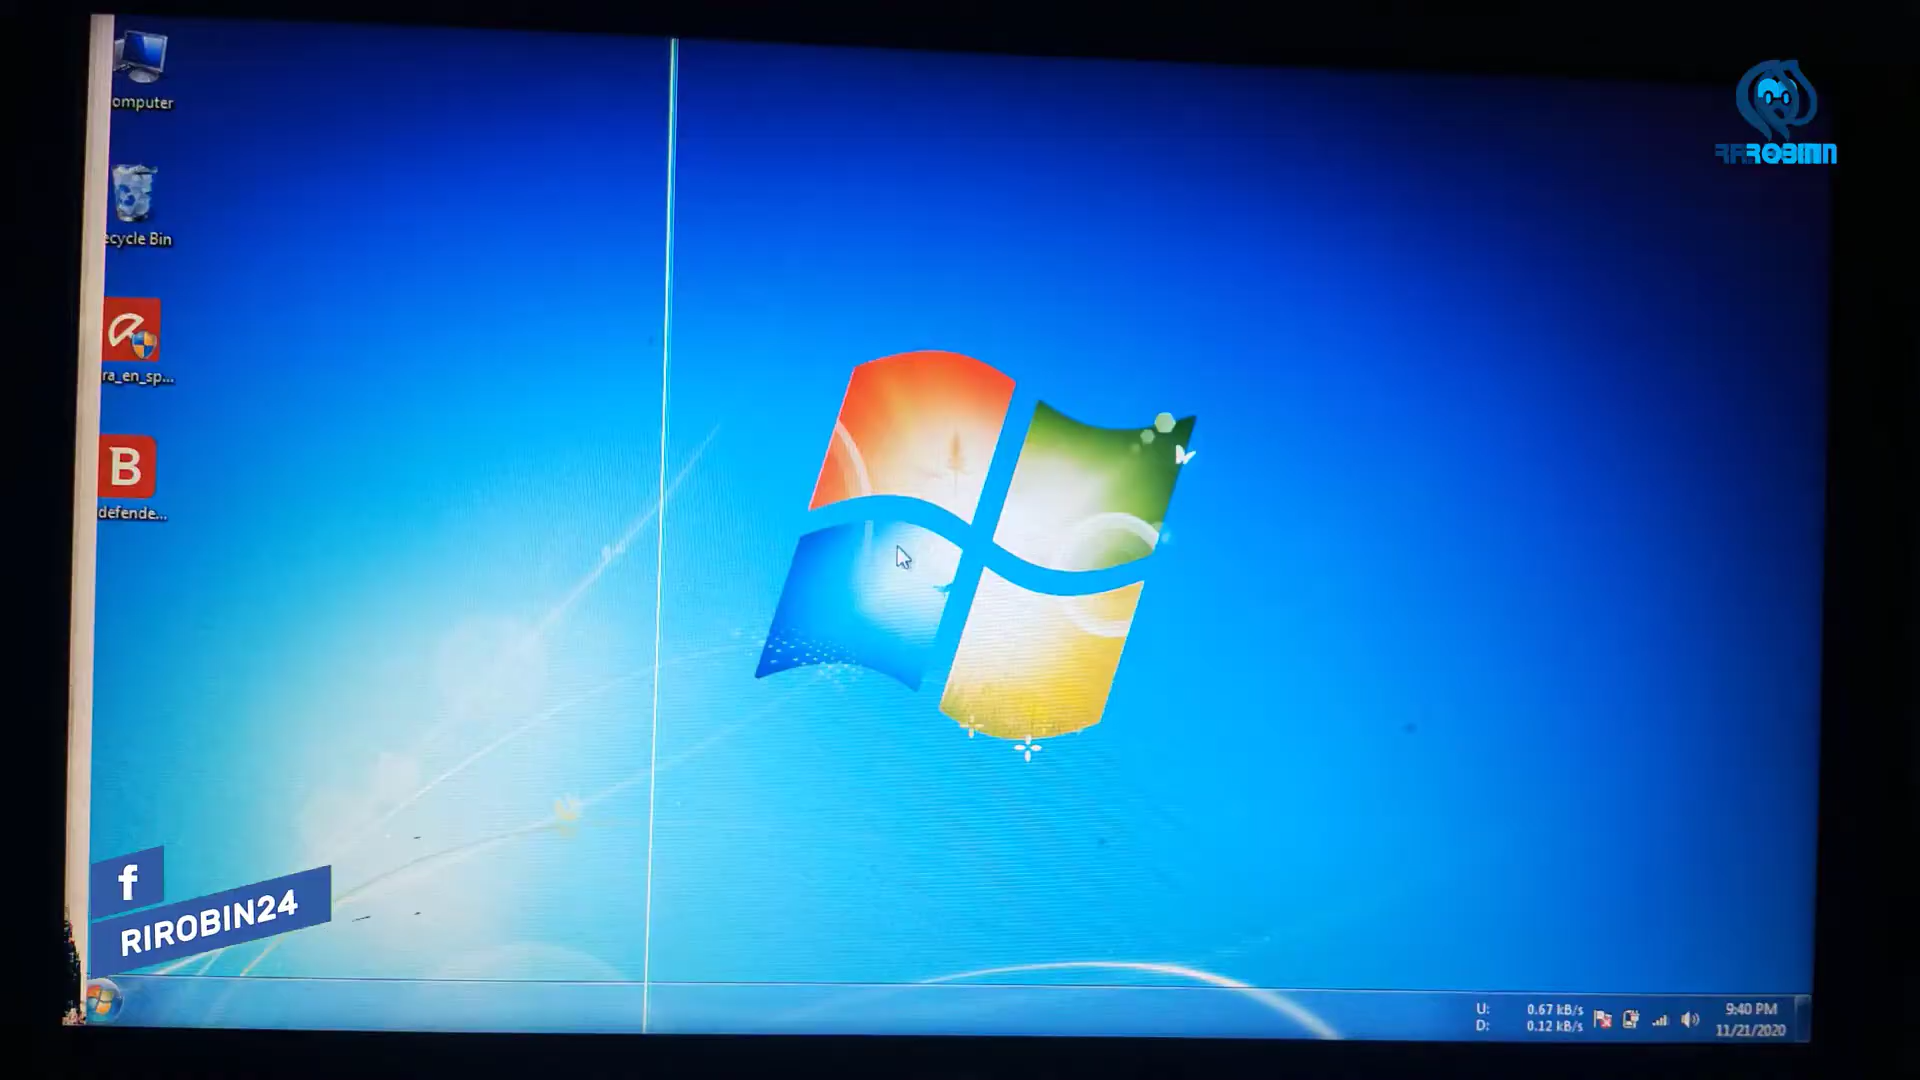 omputer
ecycle Bin
ra_en_sp...
B
defende...
f
RIROBIN24
U: 0.67 kB/s
D: 0.12 kB/s
9:40 PM
11/21/2020